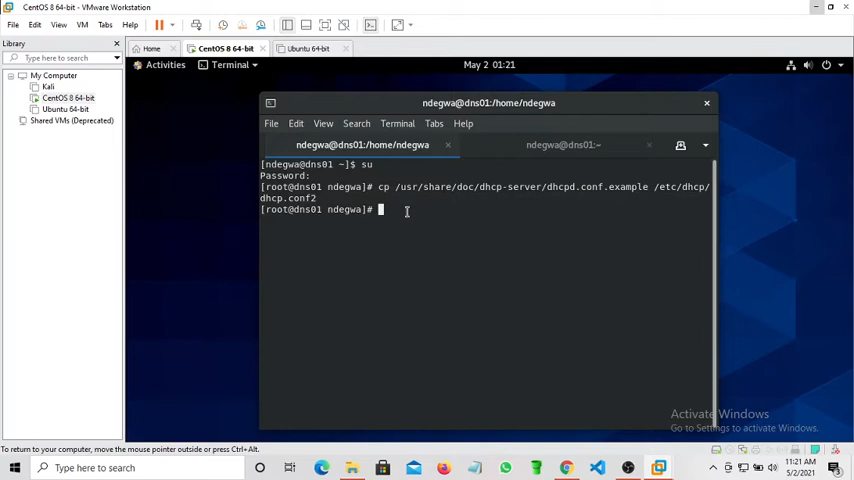 CentOS 8 64-bit - VMware Workstation
File Edit View VM Tabs Help
Library
Type here to search
My Computer
Kali
CentOS 8 64-bit
Ubuntu 64-bit
Shared VMs (Deprecated)
Home CentOS 8 64-bit Ubuntu 64-bit
Activities Terminal May 2 01:21
ndegwa@dns01:/home/ndegwa
File Edit View Search Terminal Tabs Help
ndegwa@dns01:/home/ndegwa ndegwa@dns01:~
[ndegwa@dns01 ~]$ su
Password:
[root@dns01 ndegwa]# cp /usr/share/doc/dhcp-server/dhcpd.conf.example /etc/dhcp/
dhcp.conf2
[root@dns01 ndegwa]#
Activate Windows
Go to Settings to activate Windows.
To return to your computer, move the mouse pointer outside or press Ctrl+Alt.
Type here to search
11:21 AM
5/2/2021